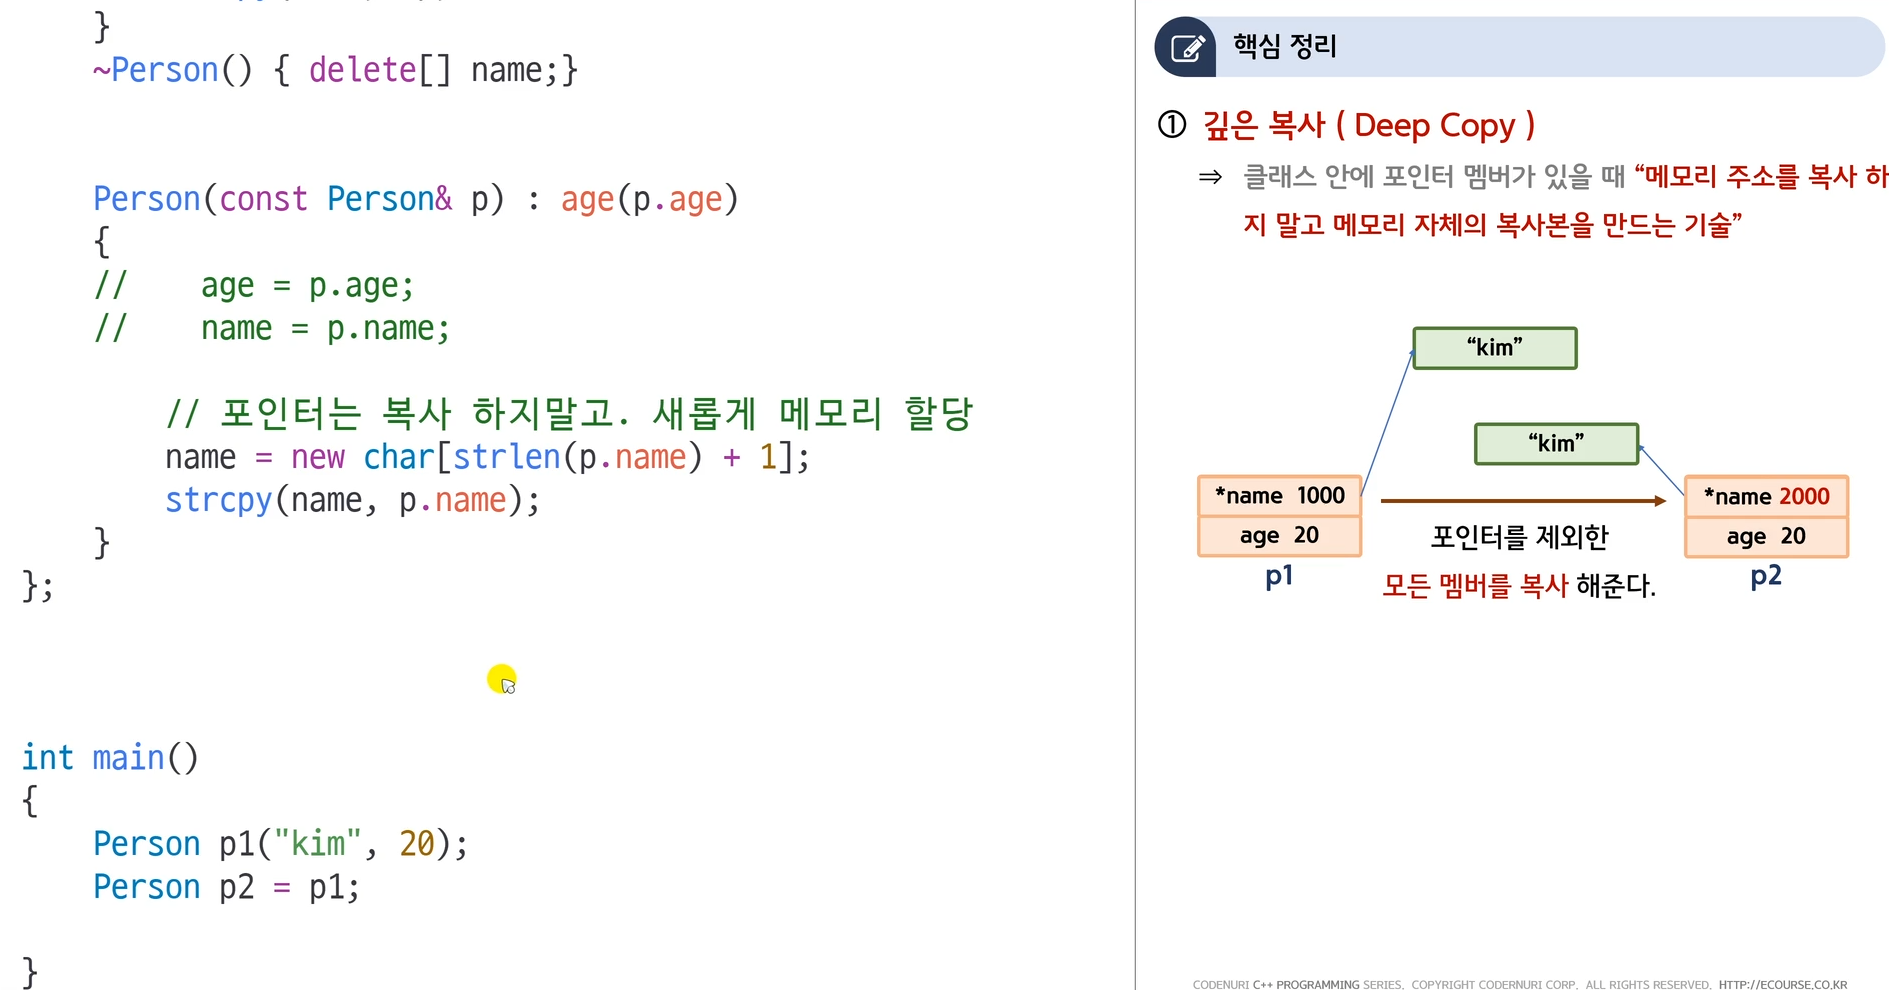 }
~Person() { delete[] name;}
Person(const Person& p) : age(p.age)
{
//    age = p.age;
//    name = p.name;
// 포인터는 복사 하지말고. 새롭게 메모리 할당
name = new char[strlen(p.name) + 1];
strcpy(name, p.name);
}
};
int main()
{
Person p1("kim", 20);
Person p2 = p1;
}
핵심 정리
① 깊은 복사 ( Deep Copy )
⇒ 클래스 안에 포인터 멤버가 있을 때 “메모리 주소를 복사 하
지 말고 메모리 자체의 복사본을 만드는 기술”
“kim”
“kim”
*name 1000
age 20
p1
포인터를 제외한
모든 멤버를 복사 해준다.
*name 2000
age 20
p2
CODENURI C++ PROGRAMMING SERIES, COPYRIGHT CODERNURI CORP, ALL RIGHTS RESERVED, HTTP://ECOURSE.CO.KR